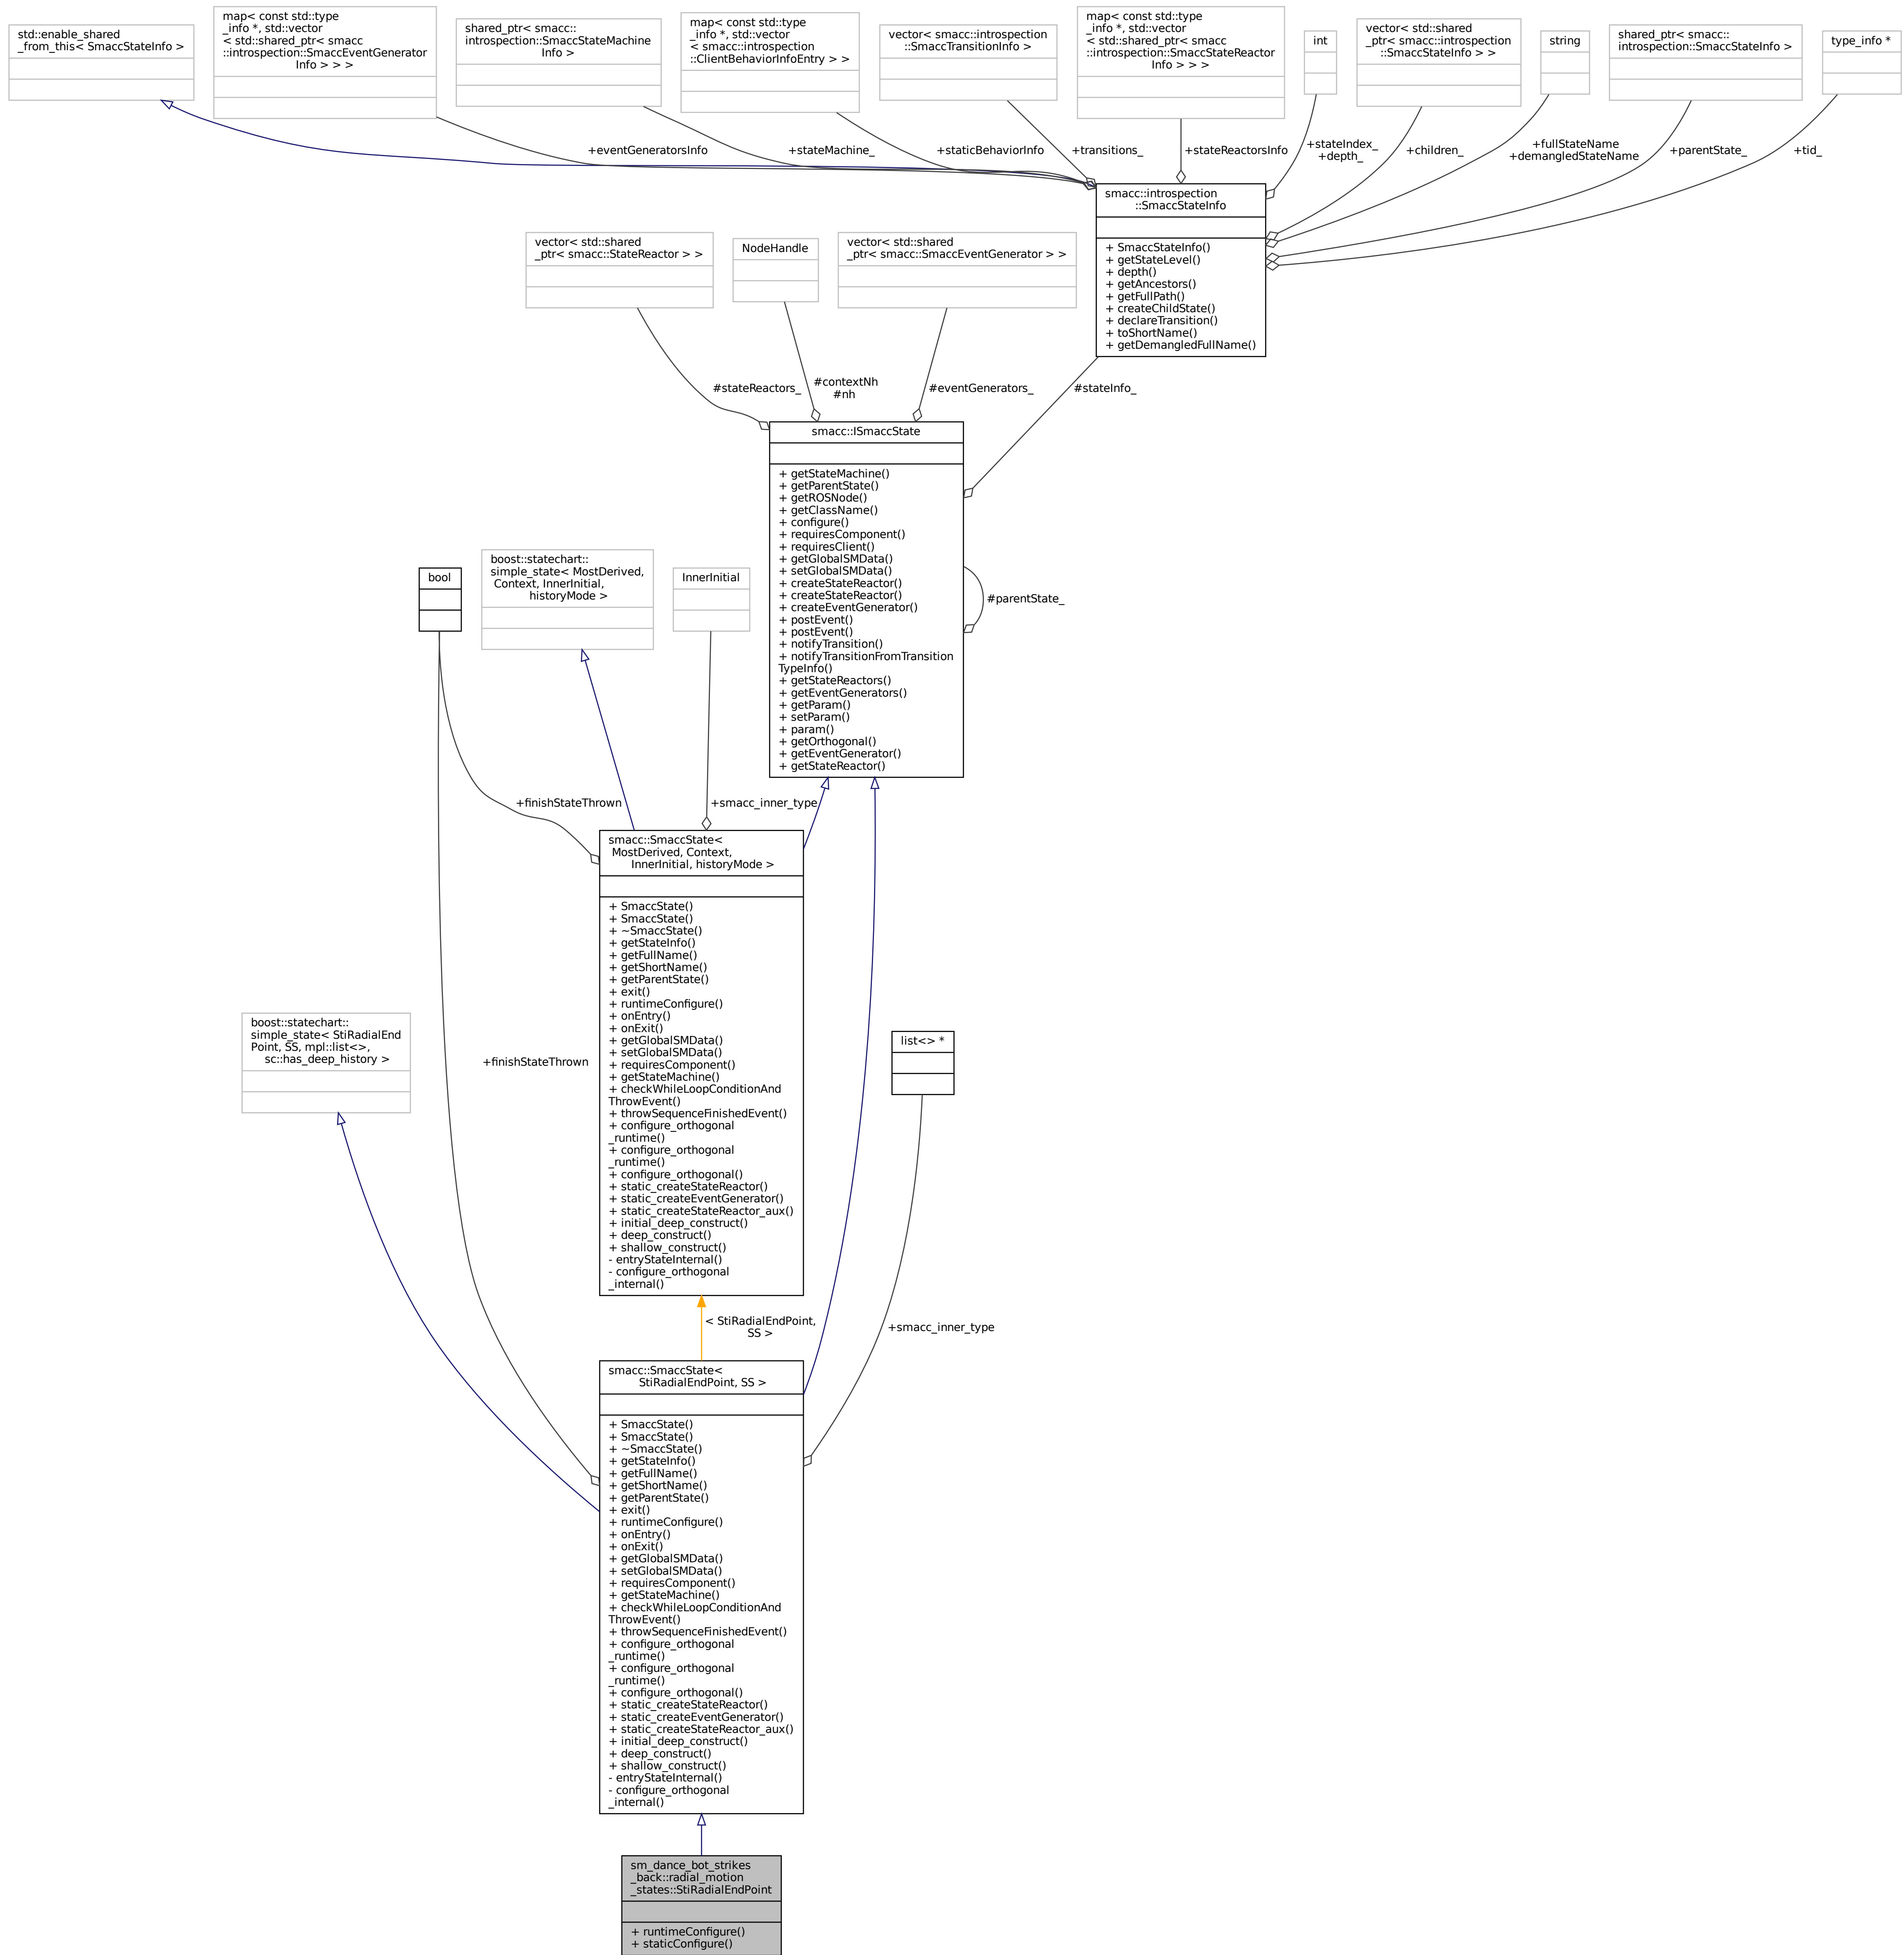 std::enable_shared
_from_this< SmaccStateInfo >
map< const std::type
_info *, std::vector
< std::shared_ptr< smacc
::introspection::SmaccEventGenerator
Info > > >
shared_ptr< smacc::
introspection::SmaccStateMachine
Info >
map< const std::type
_info *, std::vector
< smacc::introspection
::ClientBehaviorInfoEntry > >
vector< smacc::introspection
::SmaccTransitionInfo >
map< const std::type
_info *, std::vector
< std::shared_ptr< smacc
::introspection::SmaccStateReactor
Info > > >
int
vector< std::shared
_ptr< smacc::introspection
::SmaccStateInfo > >
string
shared_ptr< smacc::
introspection::SmaccStateInfo >
type_info *
+eventGeneratorsInfo
+stateMachine_
+staticBehaviorInfo
+transitions_
+stateReactorsInfo
+stateIndex_
+depth_
+children_
+fullStateName
+demangledStateName
+parentState_
+tid_
smacc::introspection
::SmaccStateInfo
+ SmaccStateInfo()
+ getStateLevel()
+ depth()
+ getAncestors()
+ getFullPath()
+ createChildState()
+ declareTransition()
+ toShortName()
+ getDemangledFullName()
vector< std::shared
_ptr< smacc::StateReactor > >
NodeHandle
vector< std::shared
_ptr< smacc::SmaccEventGenerator > >
#stateReactors_
#contextNh
#nh
#eventGenerators_
#stateInfo_
smacc::ISmaccState
+ getStateMachine()
+ getParentState()
+ getROSNode()
+ getClassName()
+ configure()
+ requiresComponent()
+ requiresClient()
+ getGlobalSMData()
+ setGlobalSMData()
+ createStateReactor()
+ createStateReactor()
+ createEventGenerator()
+ postEvent()
+ postEvent()
+ notifyTransition()
+ notifyTransitionFromTransition
TypeInfo()
+ getStateReactors()
+ getEventGenerators()
+ getParam()
+ setParam()
+ param()
+ getOrthogonal()
+ getEventGenerator()
+ getStateReactor()
#parentState_
bool
boost::statechart::
simple_state< MostDerived,
Context, InnerInitial,
historyMode >
InnerInitial
+finishStateThrown
+smacc_inner_type
smacc::SmaccState<
MostDerived, Context,
InnerInitial, historyMode >
+ SmaccState()
+ SmaccState()
+ ~SmaccState()
+ getStateInfo()
+ getFullName()
+ getShortName()
+ getParentState()
+ exit()
+ runtimeConfigure()
+ onEntry()
+ onExit()
+ getGlobalSMData()
+ setGlobalSMData()
+ requiresComponent()
+ getStateMachine()
+ checkWhileLoopConditionAnd
ThrowEvent()
+ throwSequenceFinishedEvent()
+ configure_orthogonal
_runtime()
+ configure_orthogonal
_runtime()
+ configure_orthogonal()
+ static_createStateReactor()
+ static_createEventGenerator()
+ static_createStateReactor_aux()
+ initial_deep_construct()
+ deep_construct()
+ shallow_construct()
- entryStateInternal()
- configure_orthogonal
_internal()
boost::statechart::
simple_state< StiRadialEnd
Point, SS, mpl::list<>,
sc::has_deep_history >
+finishStateThrown
list<> *
< StiRadialEndPoint,
SS >
+smacc_inner_type
smacc::SmaccState<
StiRadialEndPoint, SS >
+ SmaccState()
+ SmaccState()
+ ~SmaccState()
+ getStateInfo()
+ getFullName()
+ getShortName()
+ getParentState()
+ exit()
+ runtimeConfigure()
+ onEntry()
+ onExit()
+ getGlobalSMData()
+ setGlobalSMData()
+ requiresComponent()
+ getStateMachine()
+ checkWhileLoopConditionAnd
ThrowEvent()
+ throwSequenceFinishedEvent()
+ configure_orthogonal
_runtime()
+ configure_orthogonal
_runtime()
+ configure_orthogonal()
+ static_createStateReactor()
+ static_createEventGenerator()
+ static_createStateReactor_aux()
+ initial_deep_construct()
+ deep_construct()
+ shallow_construct()
- entryStateInternal()
- configure_orthogonal
_internal()
sm_dance_bot_strikes
_back::radial_motion
_states::StiRadialEndPoint
+ runtimeConfigure()
+ staticConfigure()